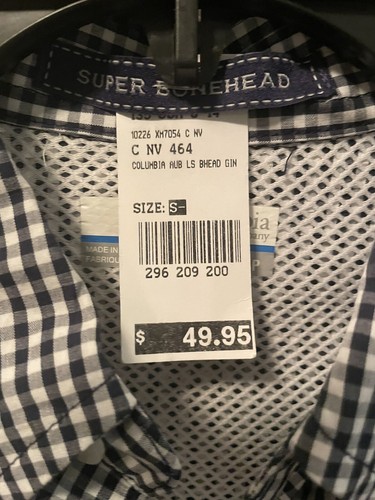 SUPER BONEHEAD
10226 XM7054 C NV
C NV 464
COLUMBIA AUB LS BHEAD GIN
SIZE: S-
MADE IN
296 209 200
$ 49.95